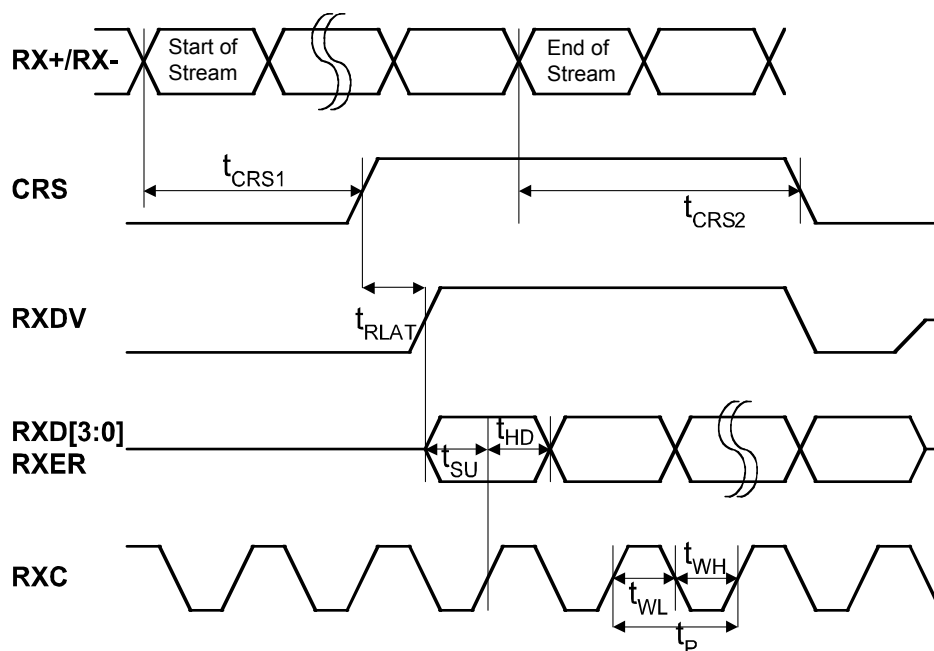 RX+/RX-
Start of
Stream
End of
Stream
CRS
tCRS1
tCRS2
RXDV
tRLAT
RXD[3:0]
RXER
tSU
tHD
RXC
tWL
tWH
tP